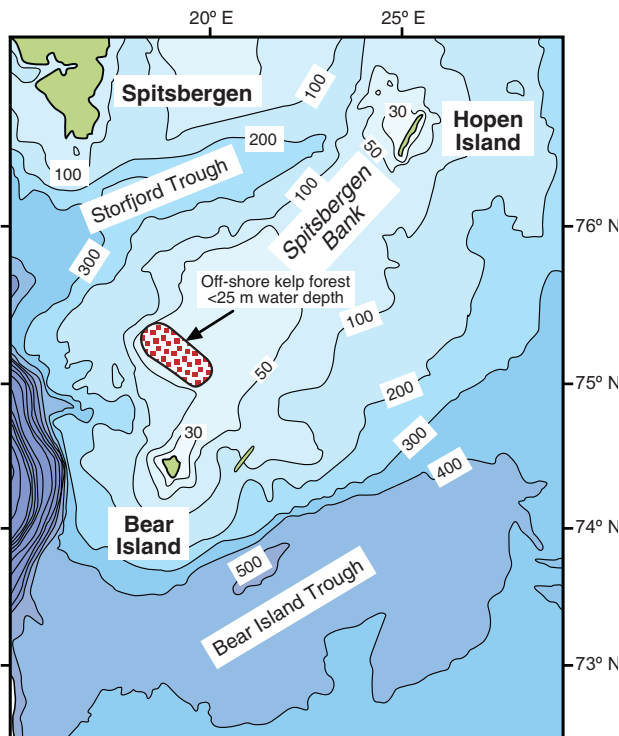 20° E
25° E
Spitsbergen
100
30
Hopen
Island
200
50
100
Storfjord Trough
100
Spitsbergen
Bank
76° N
300
Off-shore kelp forest
<25 m water depth
100
50
75° N
200
30
300
400
Bear
Island
74° N
500
Bear Island Trough
73° N